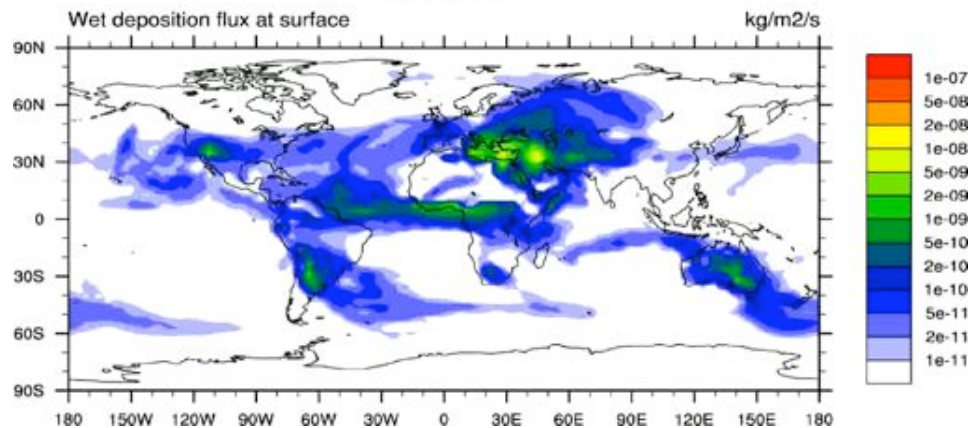 Wet deposition flux at surface kg/m2/s
90N
60N
30N
0
30S
60S
90S
180 150W 120W 90W 60W 30W 0 30E 60E 90E 120E 150E 180
1e-07
5e-08
2e-08
1e-08
5e-09
2e-09
1e-09
5e-10
2e-10
1e-10
5e-11
2e-11
1e-11